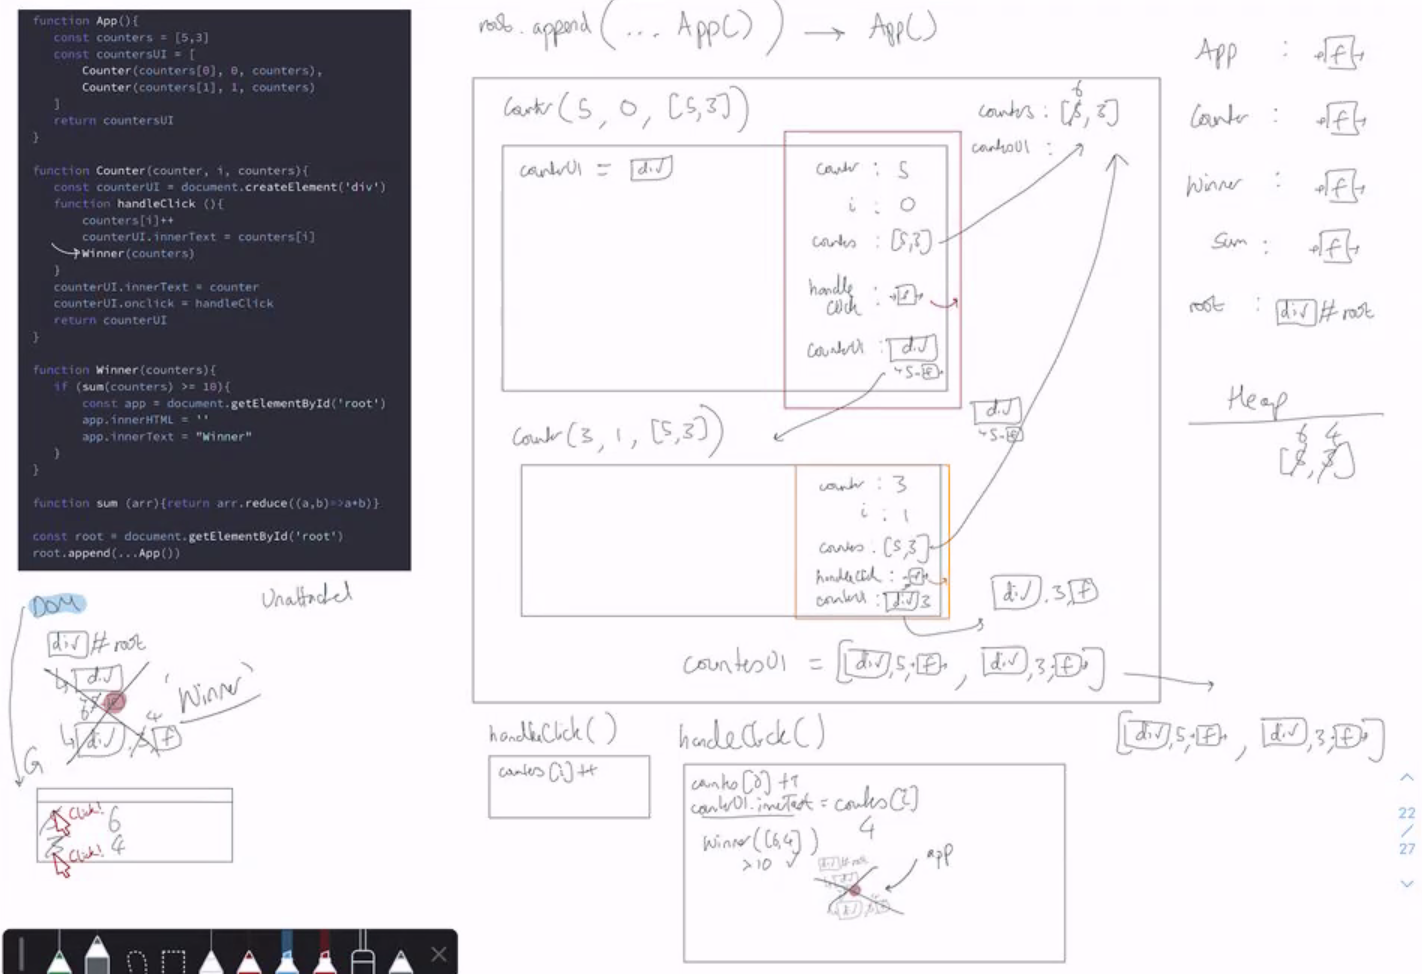 function App(){
const counters = [5,3]
const countersUI = [
Counter(counters[0], 0, counters),
Counter(counters[1], 1, counters)
]
return countersUI
}
function Counter(counter, i, counters){
const counterUI = document.createElement('div')
function handleClick (){
counters[i]++
counterUI.innerText = counters[i]
Winner(counters)
}
counterUI.innerText = counter
counterUI.onclick = handleClick
return counterUI
}
function Winner(counters){
if (sum(counters) >= 10){
const app = document.getElementById('root')
app.innerHTML = ''
app.innerText = "Winner"
}
}
function sum (arr){return arr.reduce((a,b)=>a+b)}
const root = document.getElementById('root')
root.append(...App())
DOM
div # root
div
div
4
f
'Winner'
G
Click! 6
4
Click!
root.append(... App()) → App()
Counter(5, 0, [5,3])
counterUI = div
counter : 5
i : 0
counters : [5,3]
handle Click : f
counterUI : div
5 f
6
counters : [5, 3]
countersUI :
div
5 f
Counter(3, 1, [5,3])
counter : 3
i : 1
counters : [5,3]
handleClick : f
counterUI : div 3
div .3, f
countersUI = [div, 5, f , div, 3, f]
[div, 5, f , div, 3, f]
App : f
Counter : f
Winner : f
Sum : f
root : div # root
Heap
6 4
[5, 3]
handleClick()
counters[i]++
handleClick()
counterUI.innerText = counters[i]
4
Winner([6,4])
>10 ✓
div # root
div
div
app
22
/
27